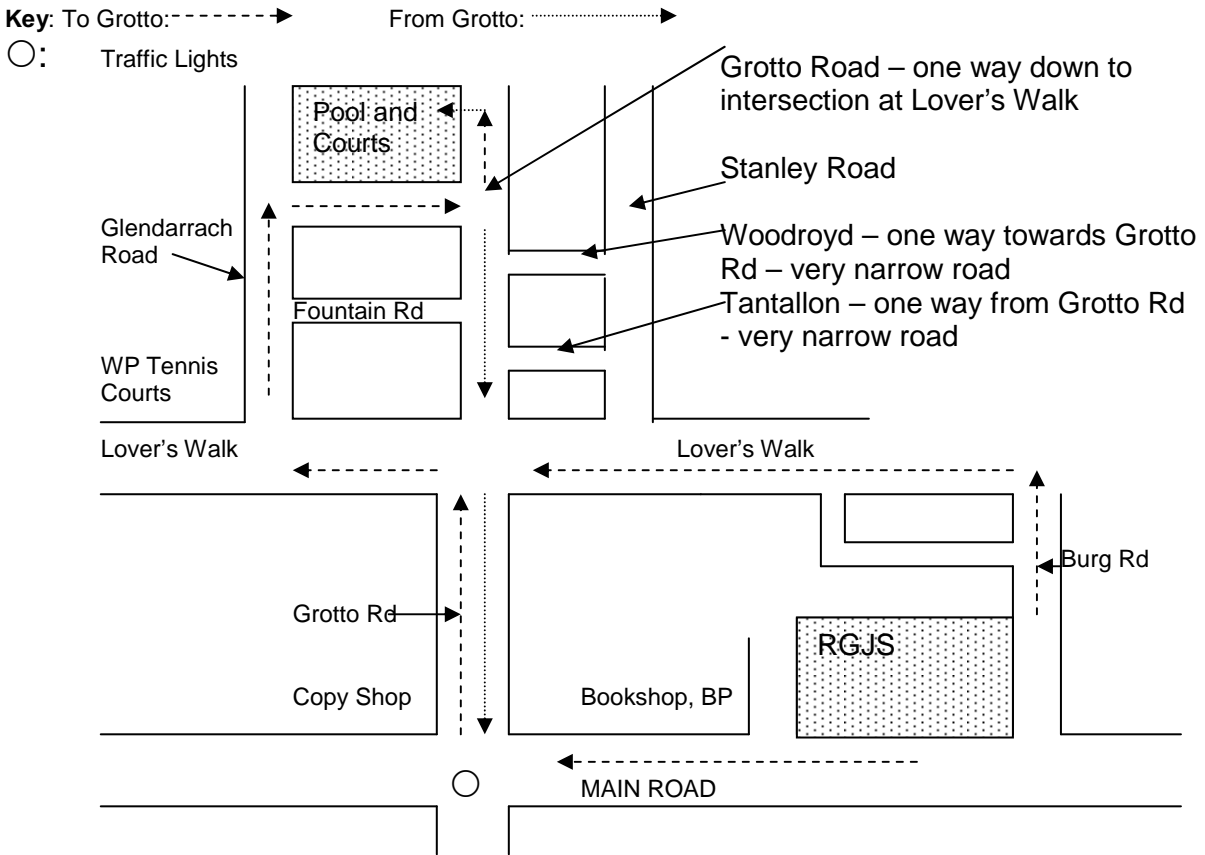 Key: To Grotto: From Grotto:
: Traffic Lights
Grotto Road – one way down to
intersection at Lover's Walk
Pool and
Courts
Stanley Road
Glendarrach
Road
Woodroyd – one way towards Grotto
Rd – very narrow road
Fountain Rd
Tantallon – one way from Grotto Rd
- very narrow road
WP Tennis
Courts
Lover's Walk
Lover's Walk
Burg Rd
Grotto Rd
RGJS
Copy Shop
Bookshop, BP
MAIN ROAD